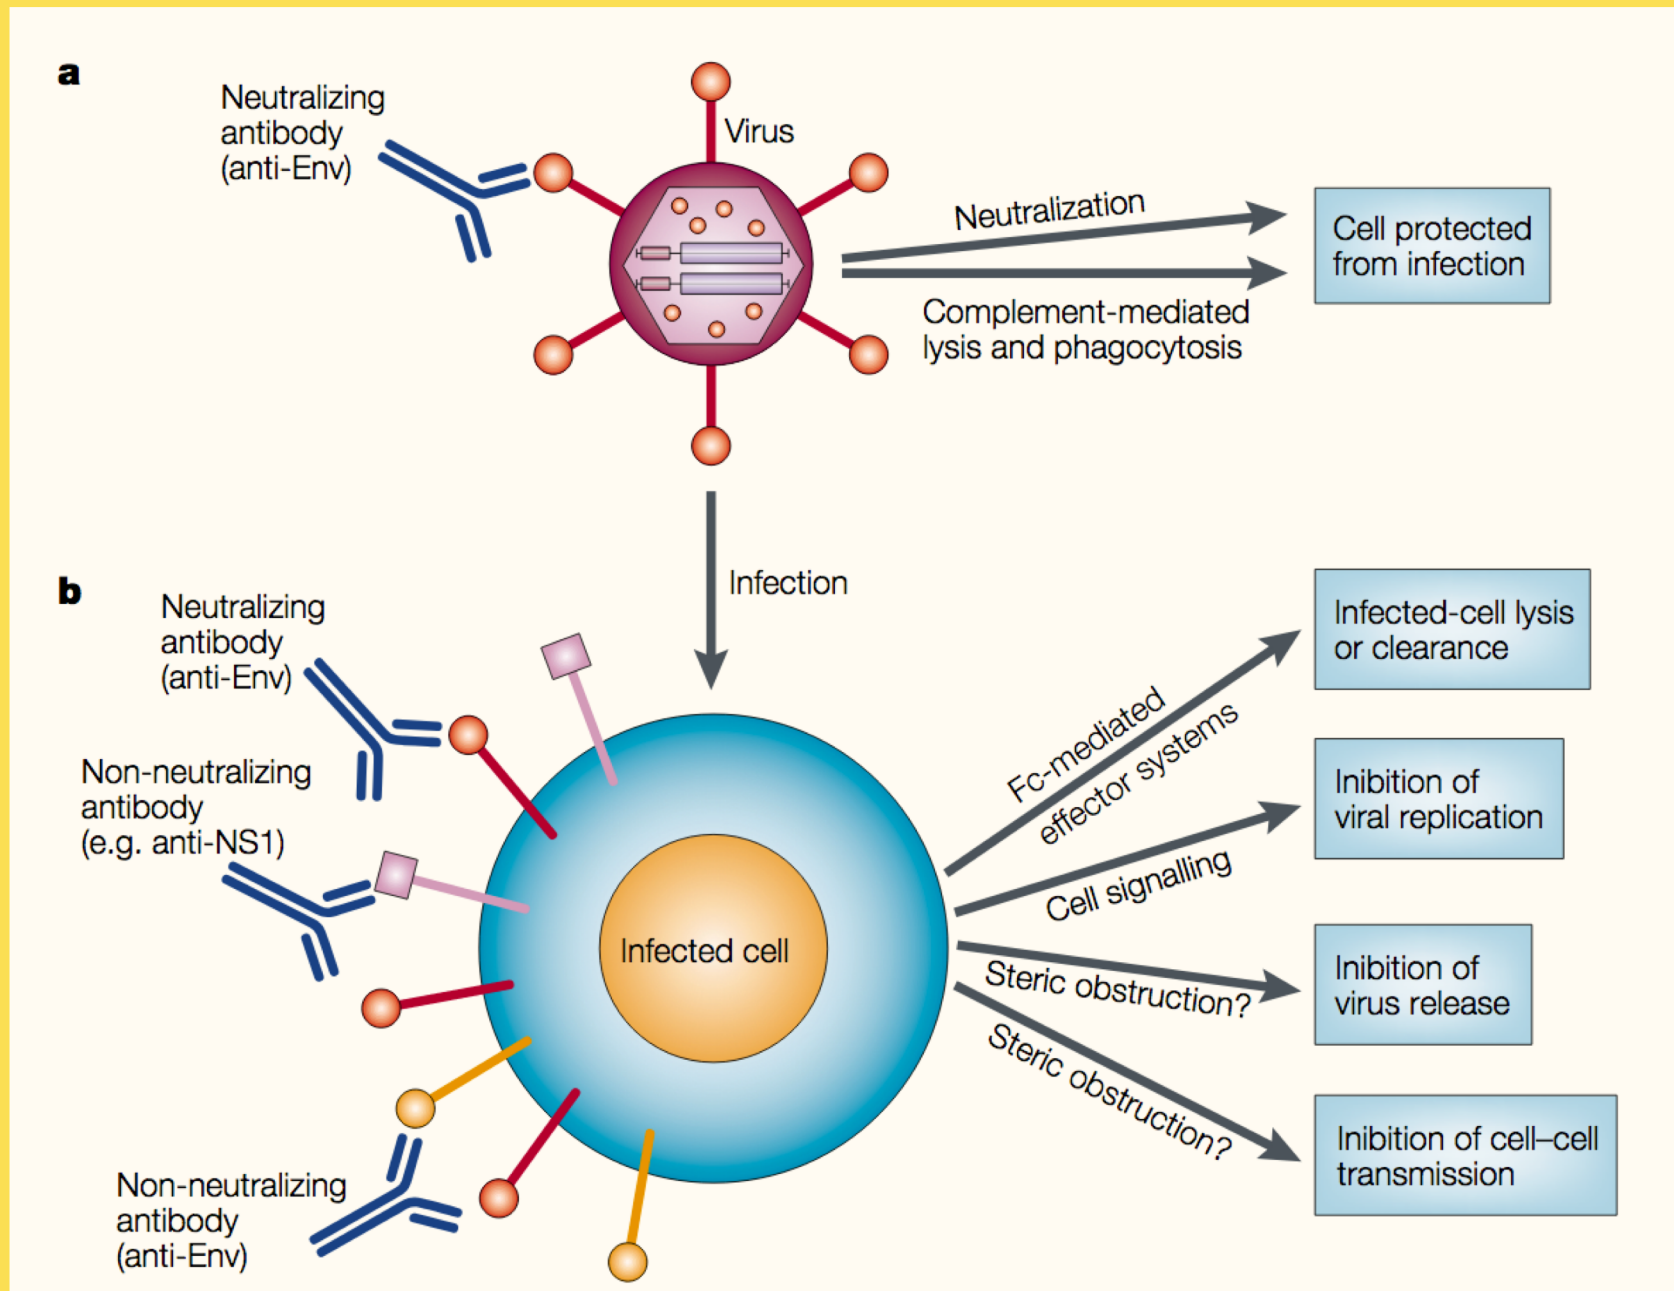 a
Neutralizing
antibody
(anti-Env)
Virus
Neutralization
Complement-mediated
lysis and phagocytosis
Cell protected
from infection
Infection
b
Neutralizing
antibody
(anti-Env)
Non-neutralizing
antibody
(e.g. anti-NS1)
Non-neutralizing
antibody
(anti-Env)
Infected cell
Fc-mediated
effector systems
Cell signalling
Steric obstruction?
Steric obstruction?
Infected-cell lysis
or clearance
Inibition of
viral replication
Inibition of
virus release
Inibition of cell–cell
transmission